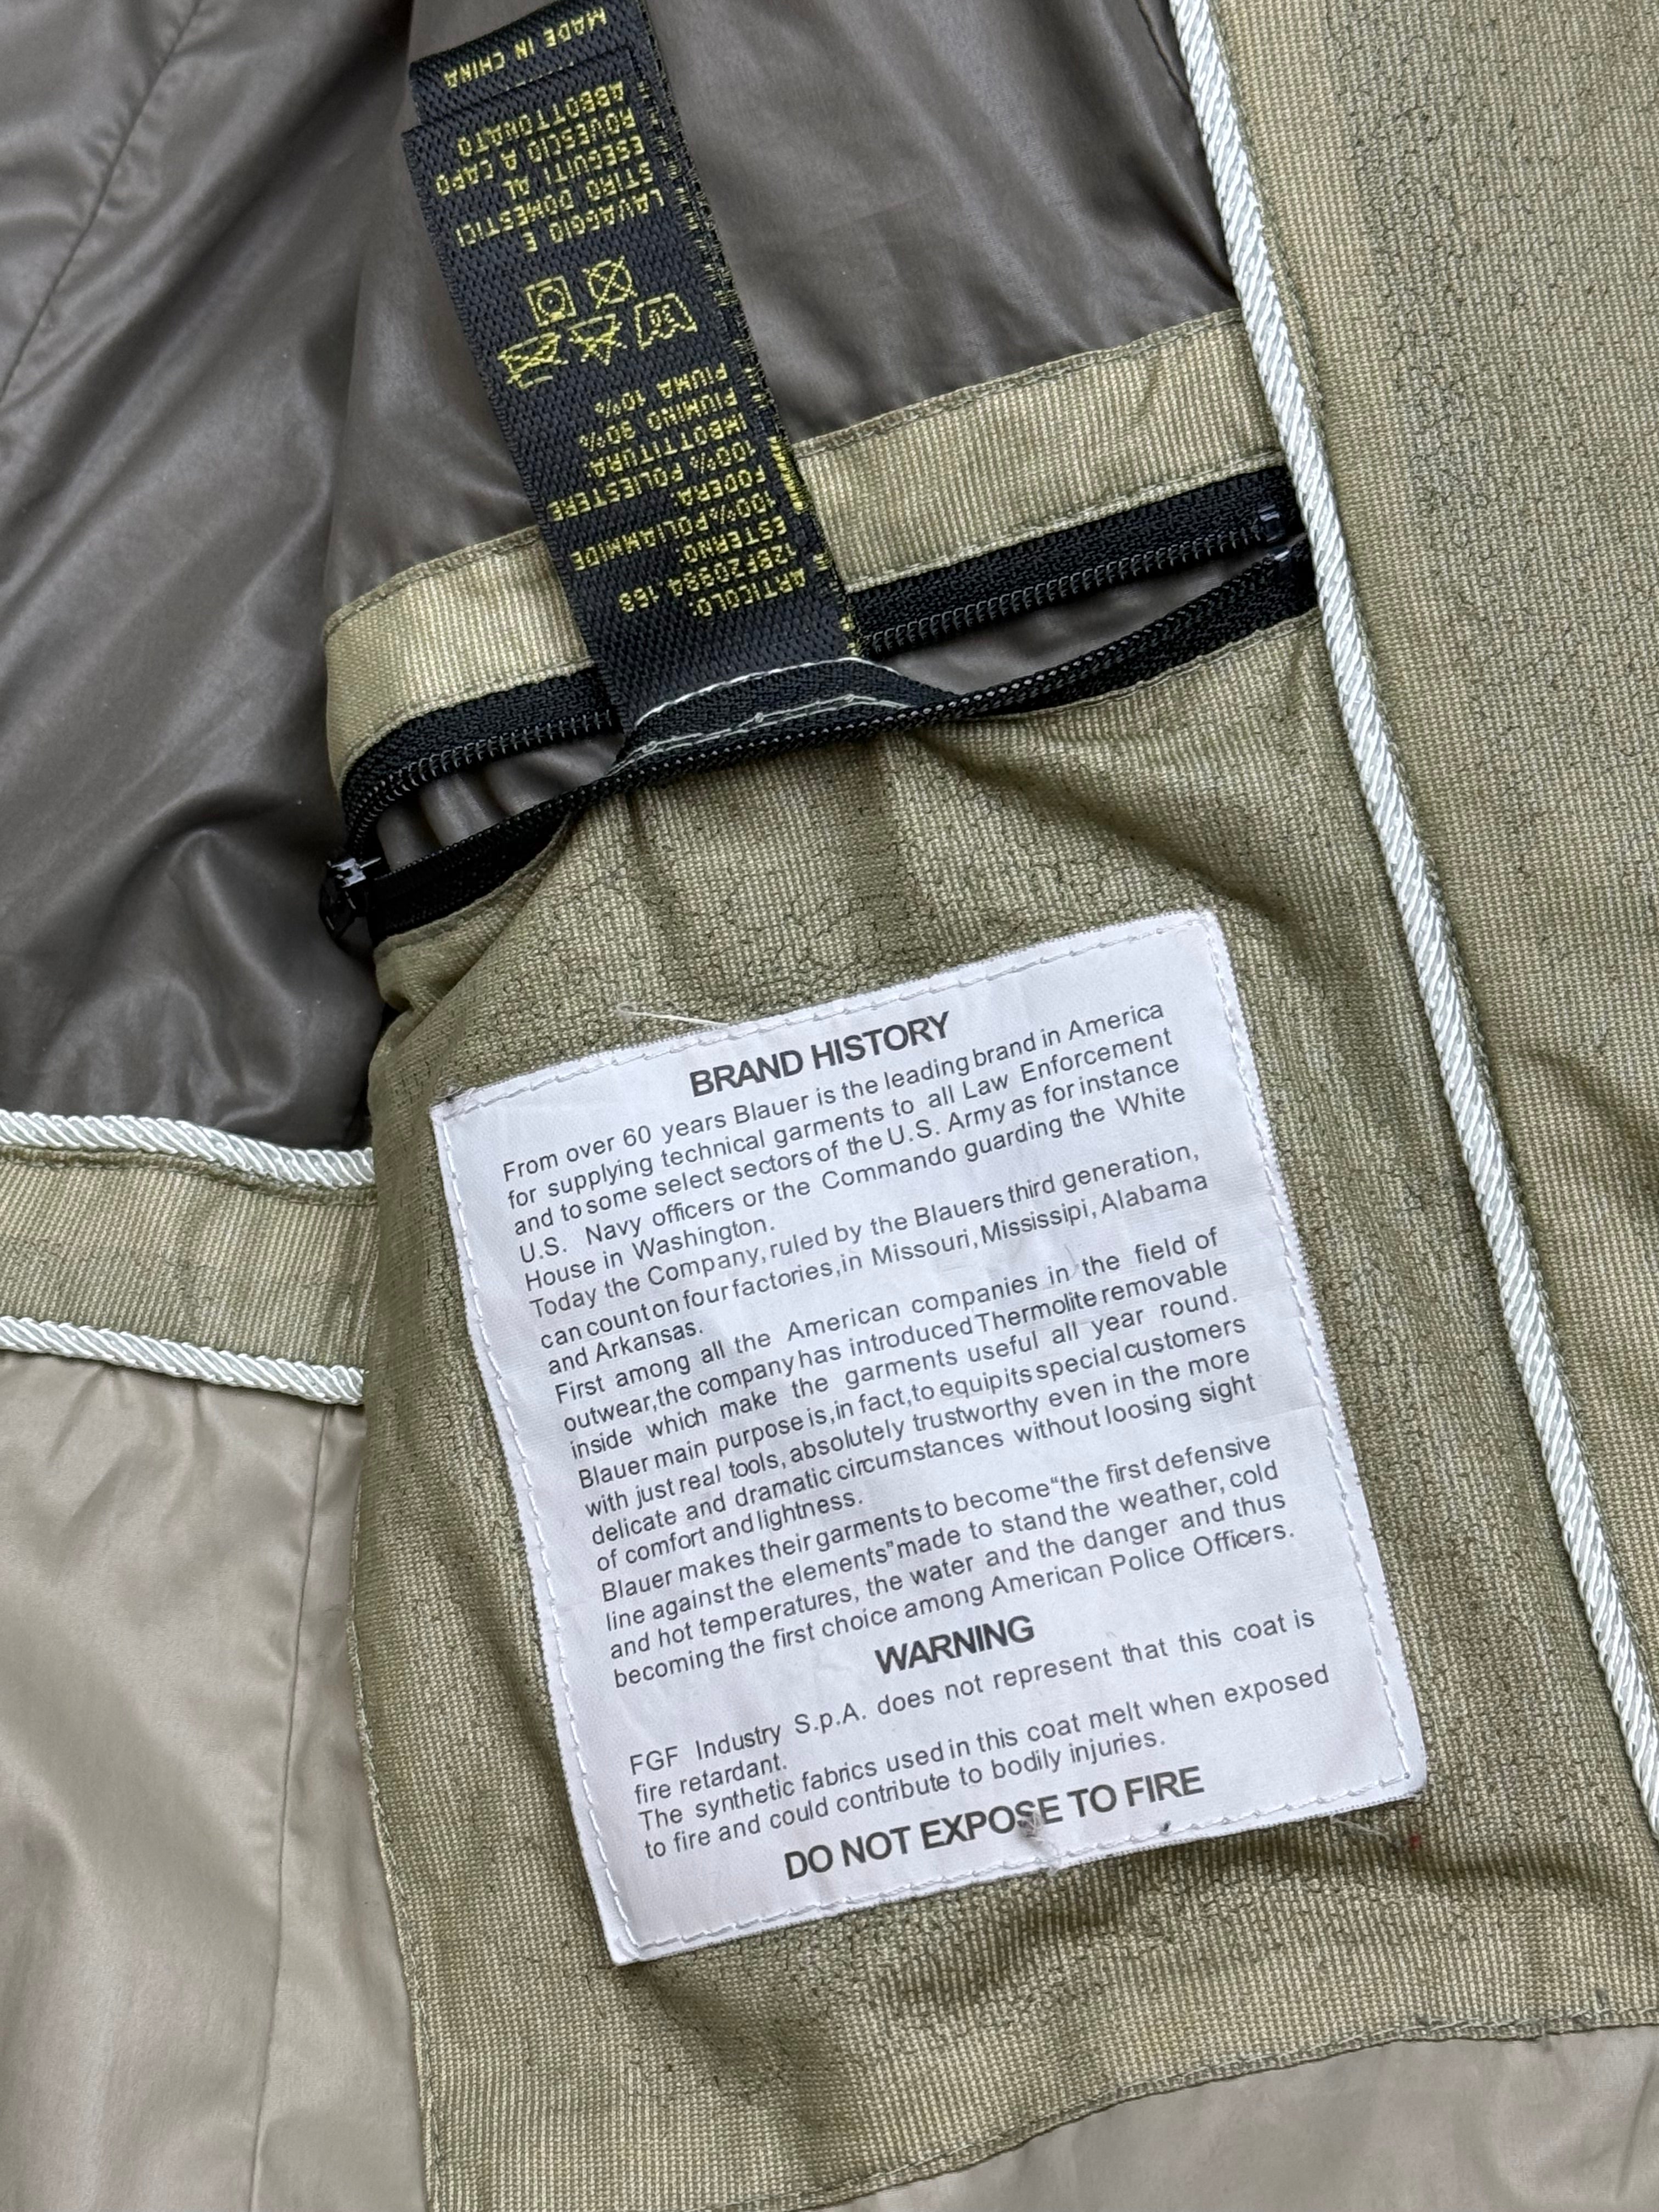 ARTICOLO:
ESTERNO:
100%POLIAMMIDE
FODERA:
100% POLIESTERE
IMBOTTITURA:
PIUMINO 90%
PIUMA 10%
30°
LAVAGGIO E
STIRO DOMESTICI
ESEGUITI AL
ROVESCIO A CAPO
ABBOTTONATO
MADE IN CHINA
BRAND HISTORY
From over 60 years Blauer is the leading brand in America
for supplying technical garments to all Law Enforcement
and to some select sectors of the U.S. Army as for instance
U.S. Navy officers or the Commando guarding the White
House in Washington.
Today the Company, ruled by the Blauers third generation,
can count on four factories, in Missouri, Mississipi, Alabama
and Arkansas.
First among all the American companies in the field of
outwear, the company has introduced Thermolite removable
inside which make the garments useful all year round.
Blauer main purpose is, in fact, to equip its special customers
with just real tools, absolutely trustworthy even in the more
delicate and dramatic circumstances without loosing sight
of comfort and lightness.
Blauer makes their garments to become “the first defensive
line against the elements” made to stand the weather, cold
and hot temperatures, the water and the danger and thus
becoming the first choice among American Police Officers.
WARNING
FGF Industry S.p.A. does not represent that this coat is
fire retardant.
The synthetic fabrics used in this coat melt when exposed
to fire and could contribute to bodily injuries.
DO NOT EXPOSE TO FIRE